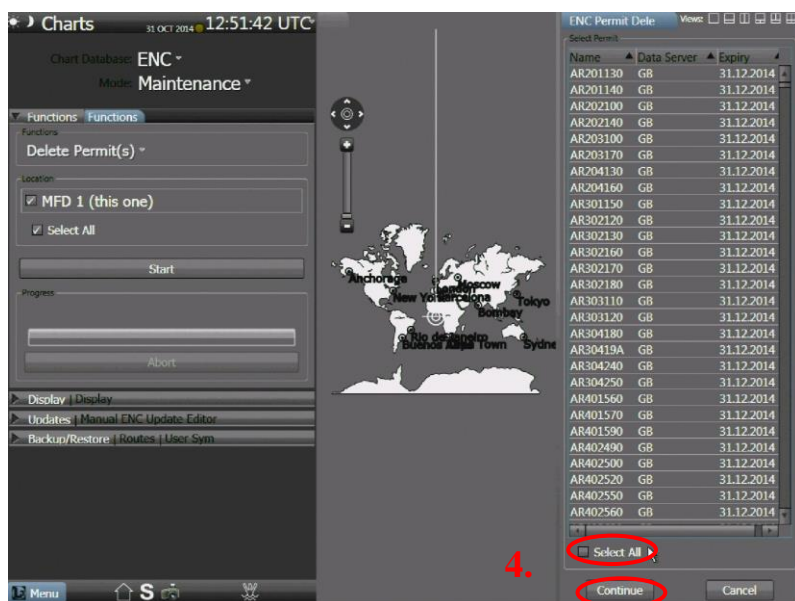 Charts
31 OCT 2014 12:51:42 UTC
Chart Database: ENC
Mode: Maintenance
Functions Functions
Functions
Delete Permit(s)
Location
MFD 1 (this one)
Select All
Start
Progress
Abort
Display | Display
Updates | Manual ENC Update Editor
Backup/Restore | Routes | User Sym
Menu
S
Anchorage
New York
London
Moscow
Barcelona
Tokyo
Bombay
Rio de Janeiro
Buenos Aires
Town
Sydne
ENC Permit Dele Views:
Select Permit
Name Data Server Expiry
AR201130 GB 31.12.2014
AR201140 GB 31.12.2014
AR202100 GB 31.12.2014
AR202140 GB 31.12.2014
AR203100 GB 31.12.2014
AR203170 GB 31.12.2014
AR204130 GB 31.12.2014
AR204160 GB 31.12.2014
AR301150 GB 31.12.2014
AR302120 GB 31.12.2014
AR302130 GB 31.12.2014
AR302160 GB 31.12.2014
AR302170 GB 31.12.2014
AR302180 GB 31.12.2014
AR303110 GB 31.12.2014
AR303120 GB 31.12.2014
AR304180 GB 31.12.2014
AR30419A GB 31.12.2014
AR304240 GB 31.12.2014
AR304250 GB 31.12.2014
AR401560 GB 31.12.2014
AR401570 GB 31.12.2014
AR401590 GB 31.12.2014
AR402490 GB 31.12.2014
AR402500 GB 31.12.2014
AR402520 GB 31.12.2014
AR402550 GB 31.12.2014
AR402560 GB 31.12.2014
4.
Select All
Continue Cancel